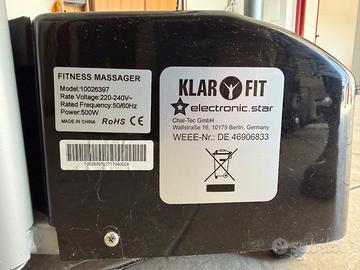 FITNESS MASSAGER
Model:10026397
Rate Voltage:220-240V~
Rated Frequency:50/60Hz
Power:500W
MADE IN CHINA RoHS CE
KLAR FIT
electronic.star
Chal-Tec GmbH
Wallstraße 16, 10179 Berlin, Germany
WEEE-Nr.: DE 46906833
subito